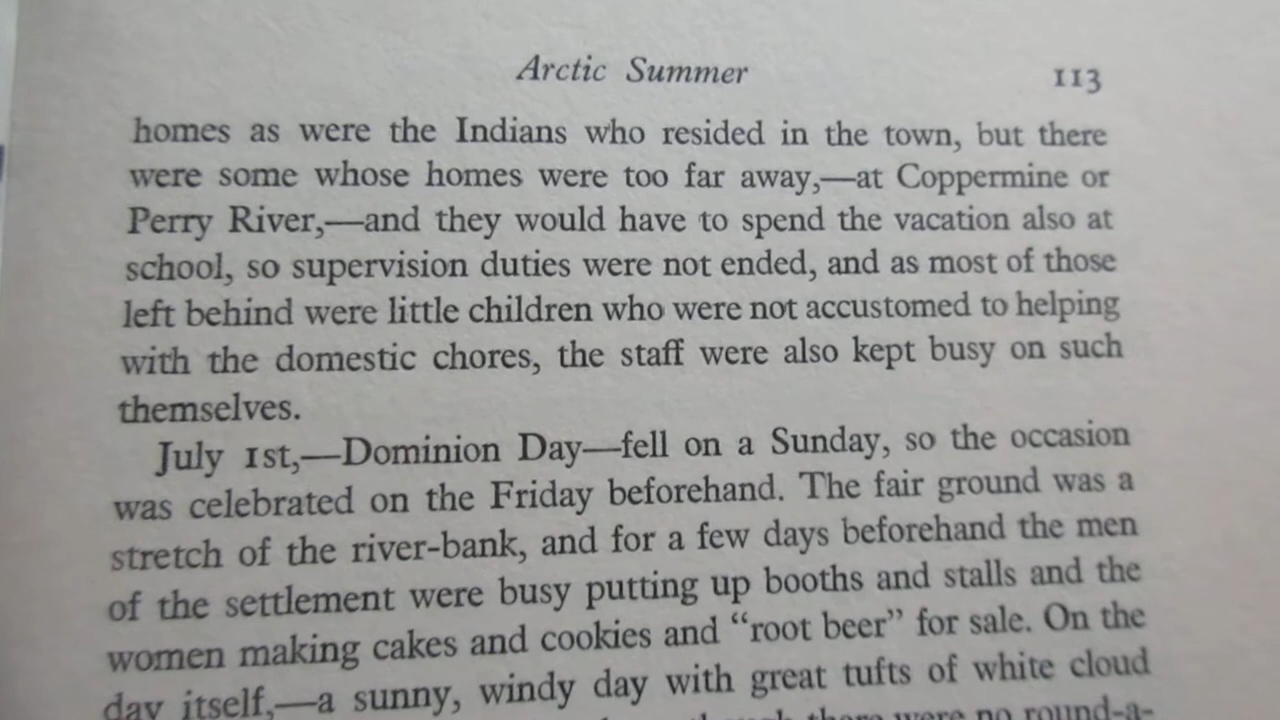 Arctic Summer 113
homes as were the Indians who resided in the town, but there
were some whose homes were too far away,—at Coppermine or
Perry River,—and they would have to spend the vacation also at
school, so supervision duties were not ended, and as most of those
left behind were little children who were not accustomed to helping
with the domestic chores, the staff were also kept busy on such
themselves.
July 1st,—Dominion Day—fell on a Sunday, so the occasion
was celebrated on the Friday beforehand. The fair ground was a
stretch of the river-bank, and for a few days beforehand the men
of the settlement were busy putting up booths and stalls and the
women making cakes and cookies and “root beer” for sale. On the
day itself,—a sunny, windy day with great tufts of white cloud
there were no round-a-